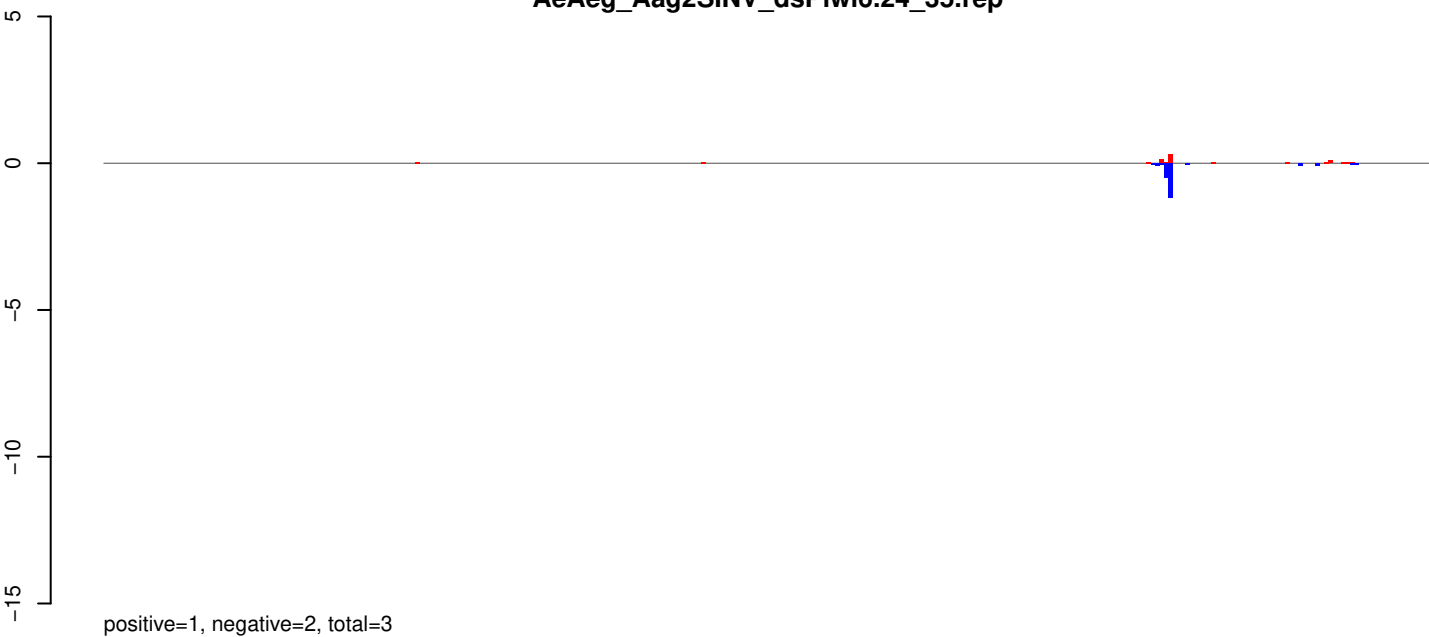 AeAeg_Aag2SINV_dsPiwi6.24_35.rep
5
0
−5
−10
−15
positive=1, negative=2, total=3